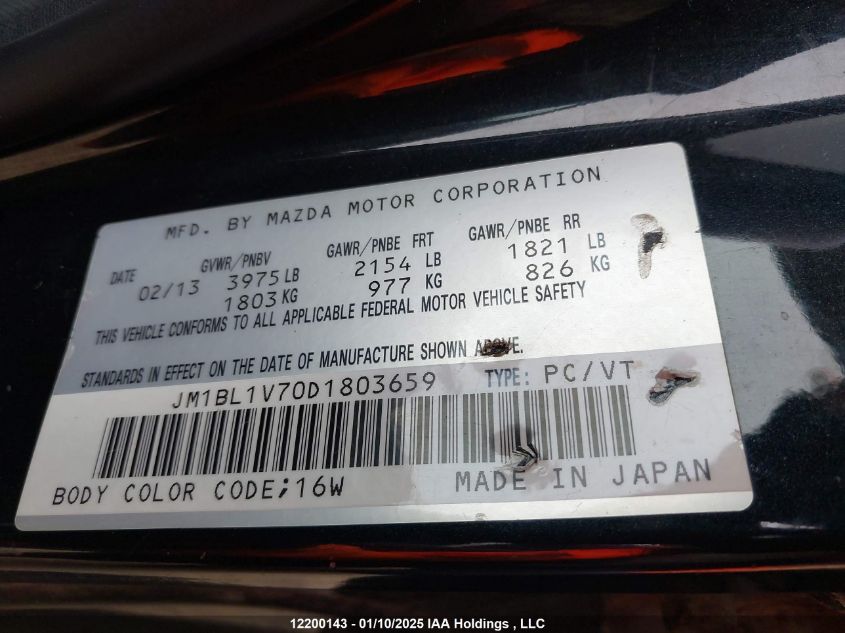 MFD. BY MAZDA MOTOR CORPORATION
DATE GVWR/PNBV GAWR/PNBE FRT GAWR/PNBE RR
02/13 3975 LB 2154 LB 1821 LB
1803 KG 977 KG 826 KG
THIS VEHICLE CONFORMS TO ALL APPLICABLE FEDERAL MOTOR VEHICLE SAFETY
STANDARDS IN EFFECT ON THE DATE OF MANUFACTURE SHOWN ABOVE.
JM1BL1V70D1803659 TYPE: PC/VT
BODY COLOR CODE;16W MADE IN JAPAN
12200143 - 01/10/2025 IAA Holdings , LLC